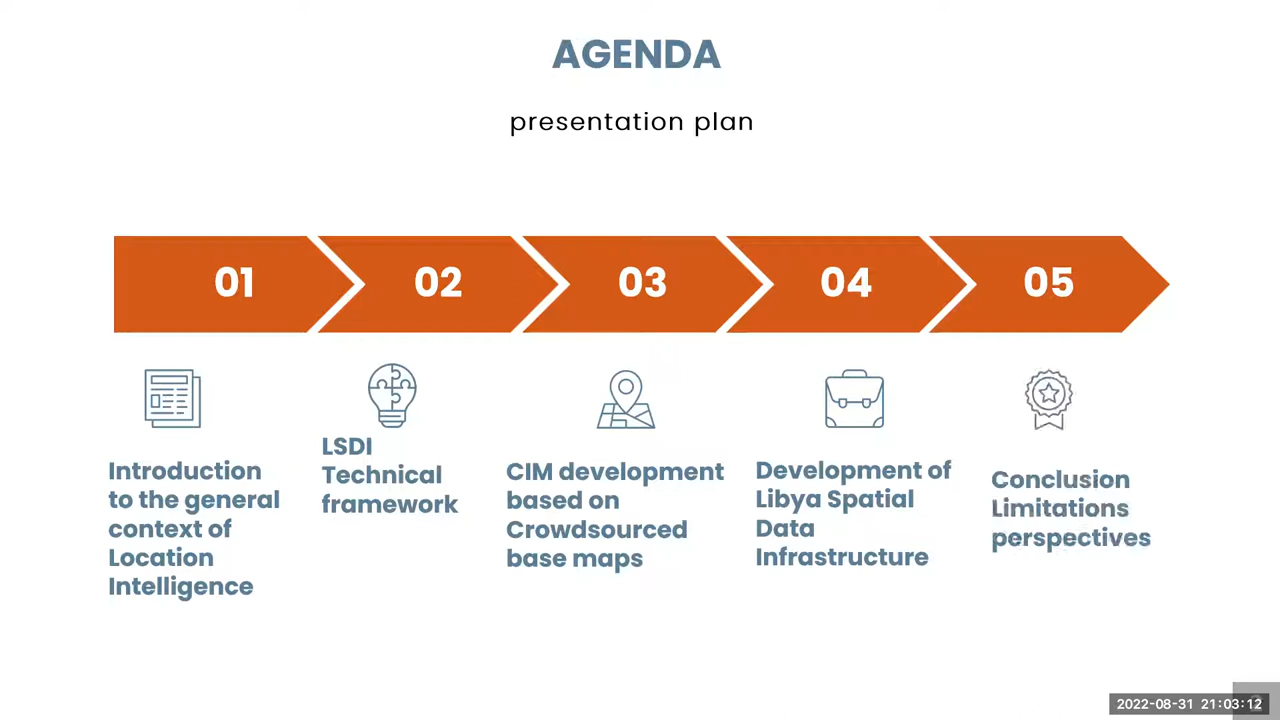 AGENDA
presentation plan
01
02
03
04
05
Introduction
to the general
context of
Location
Intelligence
LSDI
Technical
framework
CIM development
based on
Crowdsourced
base maps
Development of
Libya Spatial
Data
Infrastructure
Conclusion
Limitations
perspectives
2022-08-31 21:03:12